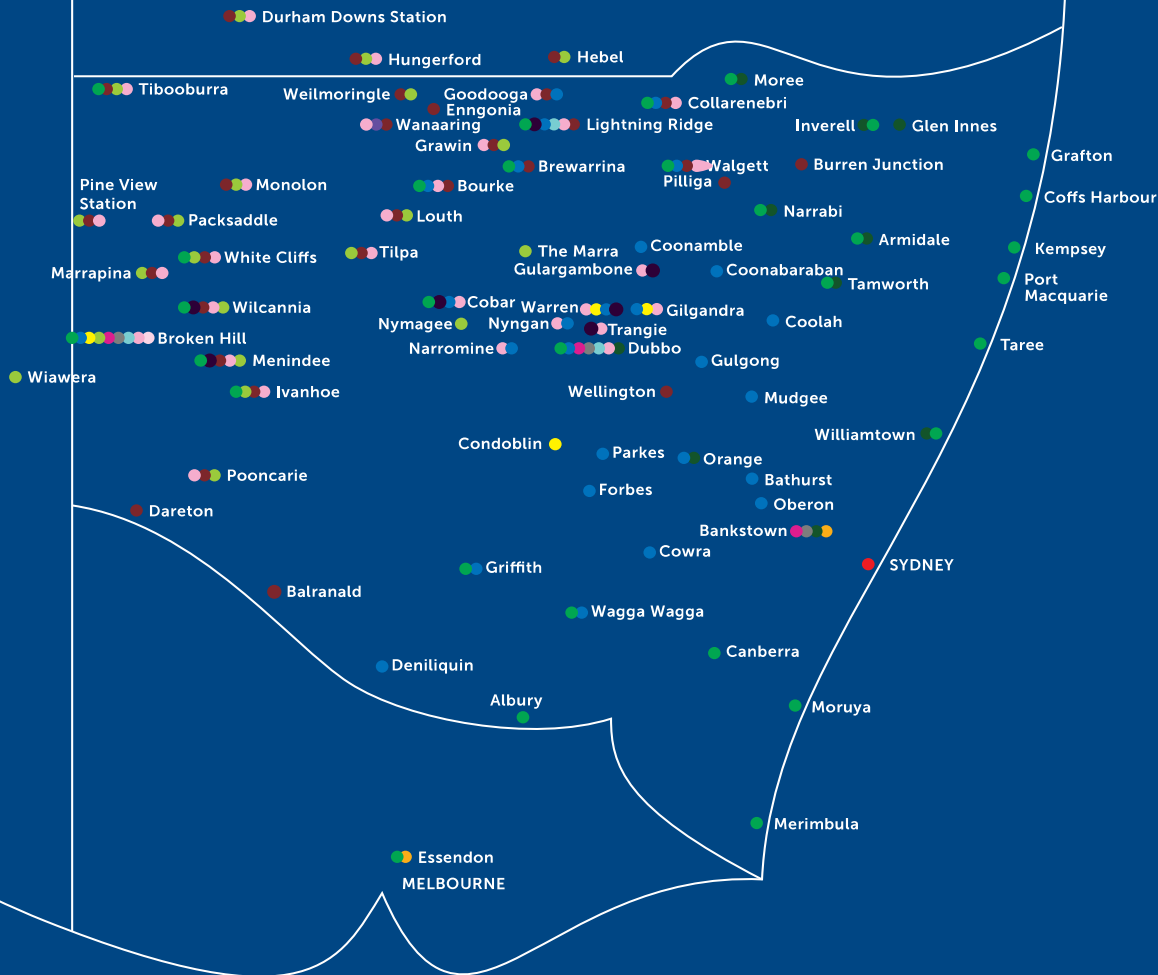 Durham Downs Station
Hungerford
Hebel
Moree
Tibooburra
Weilmoringle
Goodooga
Collarenebri
Enngonia
Wanaaring
Lightning Ridge
Inverell
Glen Innes
Grawin
Grafton
Brewarrina
Walgett
Burren Junction
Pilliga
Pine View
Station
Monolon
Bourke
Coffs Harbour
Packsaddle
Louth
Narrabi
White Cliffs
Tilpa
The Marra
Coonamble
Armidale
Kempsey
Marrapina
Gulargambone
Coonabaraban
Tamworth
Port
Macquarie
Wilcannia
Cobar
Warren
Gilgandra
Nymagee
Nyngan
Trangie
Coolah
Broken Hill
Narromine
Dubbo
Taree
Menindee
Gulgong
Wiawera
Ivanhoe
Wellington
Mudgee
Condoblin
Parkes
Orange
Williamtown
Pooncarie
Forbes
Bathurst
Oberon
Dareton
Bankstown
Cowra
SYDNEY
Griffith
Balranald
Wagga Wagga
Canberra
Deniliquin
Albury
Moruya
Merimbula
Essendon
MELBOURNE